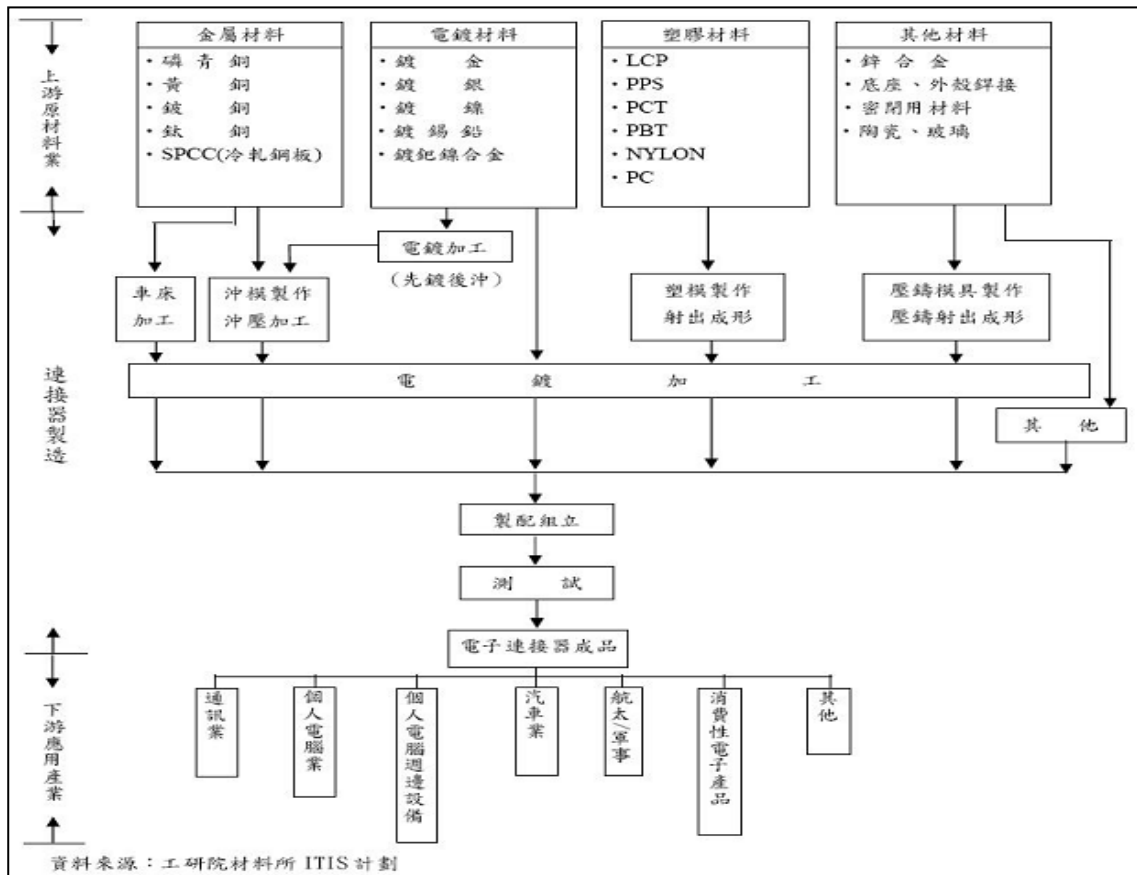 上游原材料業
金屬材料
・磷青銅
・黃銅
・鈹銅
・鈦銅
・SPCC(冷軋鋼板)
電鍍材料
・鍍金
・鍍銀
・鍍鎳
・鍍錫鉛
・鍍鈀鎳合金
塑膠材料
・LCP
・PPS
・PCT
・PBT
・NYLON
・PC
其他材料
・鋅合金
・底座、外殼銲接
・密閉用材料
・陶瓷、玻璃
連接器製造
電鍍加工
(先鍍後沖)
車床
加工
沖模製作
沖壓加工
塑模製作
射出成形
壓鑄模具製作
壓鑄射出成形
電鍍加工
其他
製配組立
測試
電子連接器成品
下游應用產業
通訊業
個人電腦業
個人電腦週邊設備
汽車業
航太/軍事
消費性電子產品
其他
資料來源：工研院材料所 ITIS 計劃